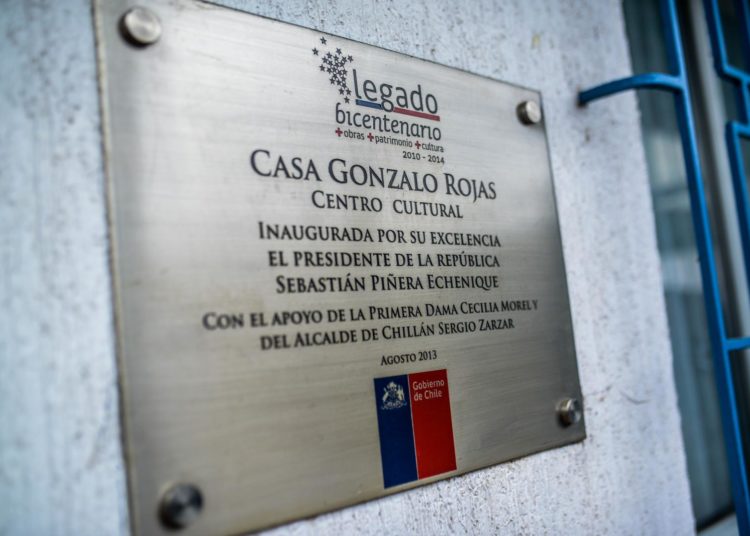 legado
bicentenario
+obras +patrimonio +cultura
2010 - 2014
Casa Gonzalo Rojas
Centro cultural
Inaugurada por su excelencia
el presidente de la república
Sebastián Piñera Echenique
Con el apoyo de la Primera Dama Cecilia Morel y
del Alcalde de Chillán Sergio Zarzar
Agosto 2013
Gobierno
de Chile